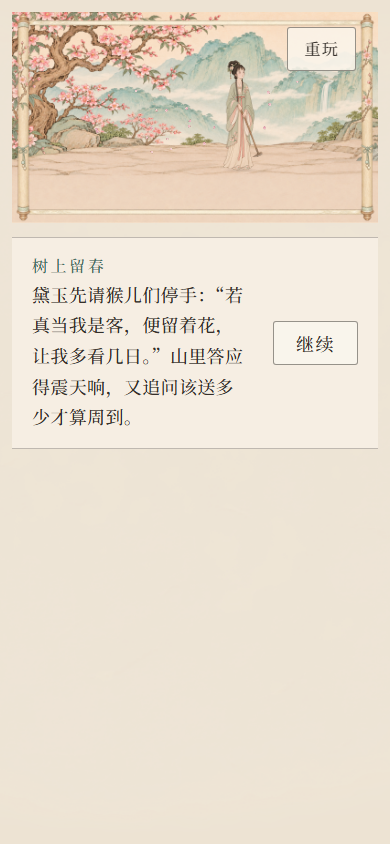 重玩
树上留春
黛玉先请猴儿们停手：“若
真当我是客，便留着花，
让我多看几日。”山里答应
得震天响，又追问该送多
少才算周到。
继续